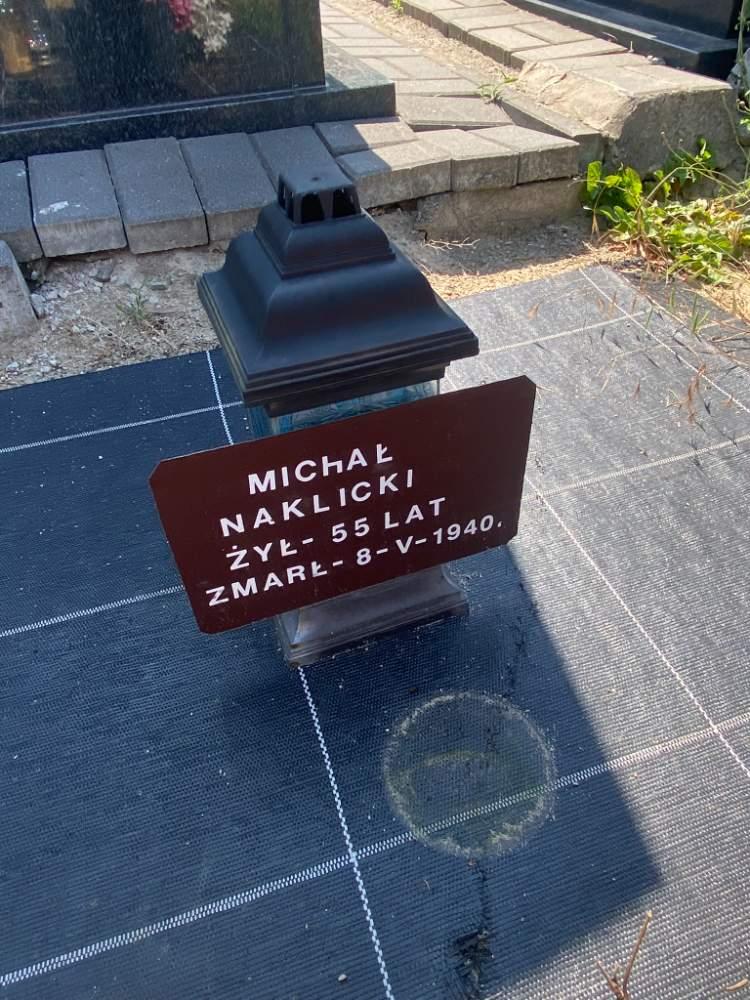 MICHAŁ
NAKLICKI
ŻYŁ- 55 LAT
ZMARŁ- 8-V-1940.